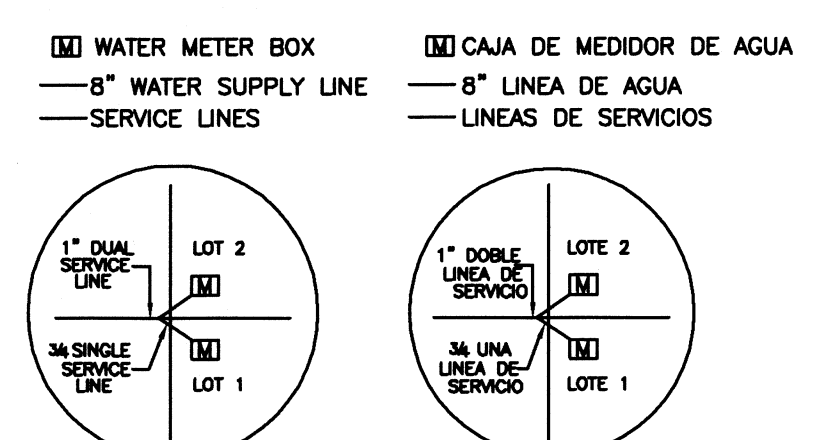 M WATER METER BOX
8" WATER SUPPLY LINE
SERVICE LINES
M CAJA DE MEDIDOR DE AGUA
8" LINEA DE AGUA
LINEAS DE SERVICIOS
1" DUAL
SERVICE
LINE
LOT 2
M
3/4 SINGLE
SERVICE
LINE
M
LOT 1
1" DOBLE
LINEA DE
SERVICIO
LOTE 2
M
3/4 UNA
LINEA DE
SERVICIO
M
LOTE 1